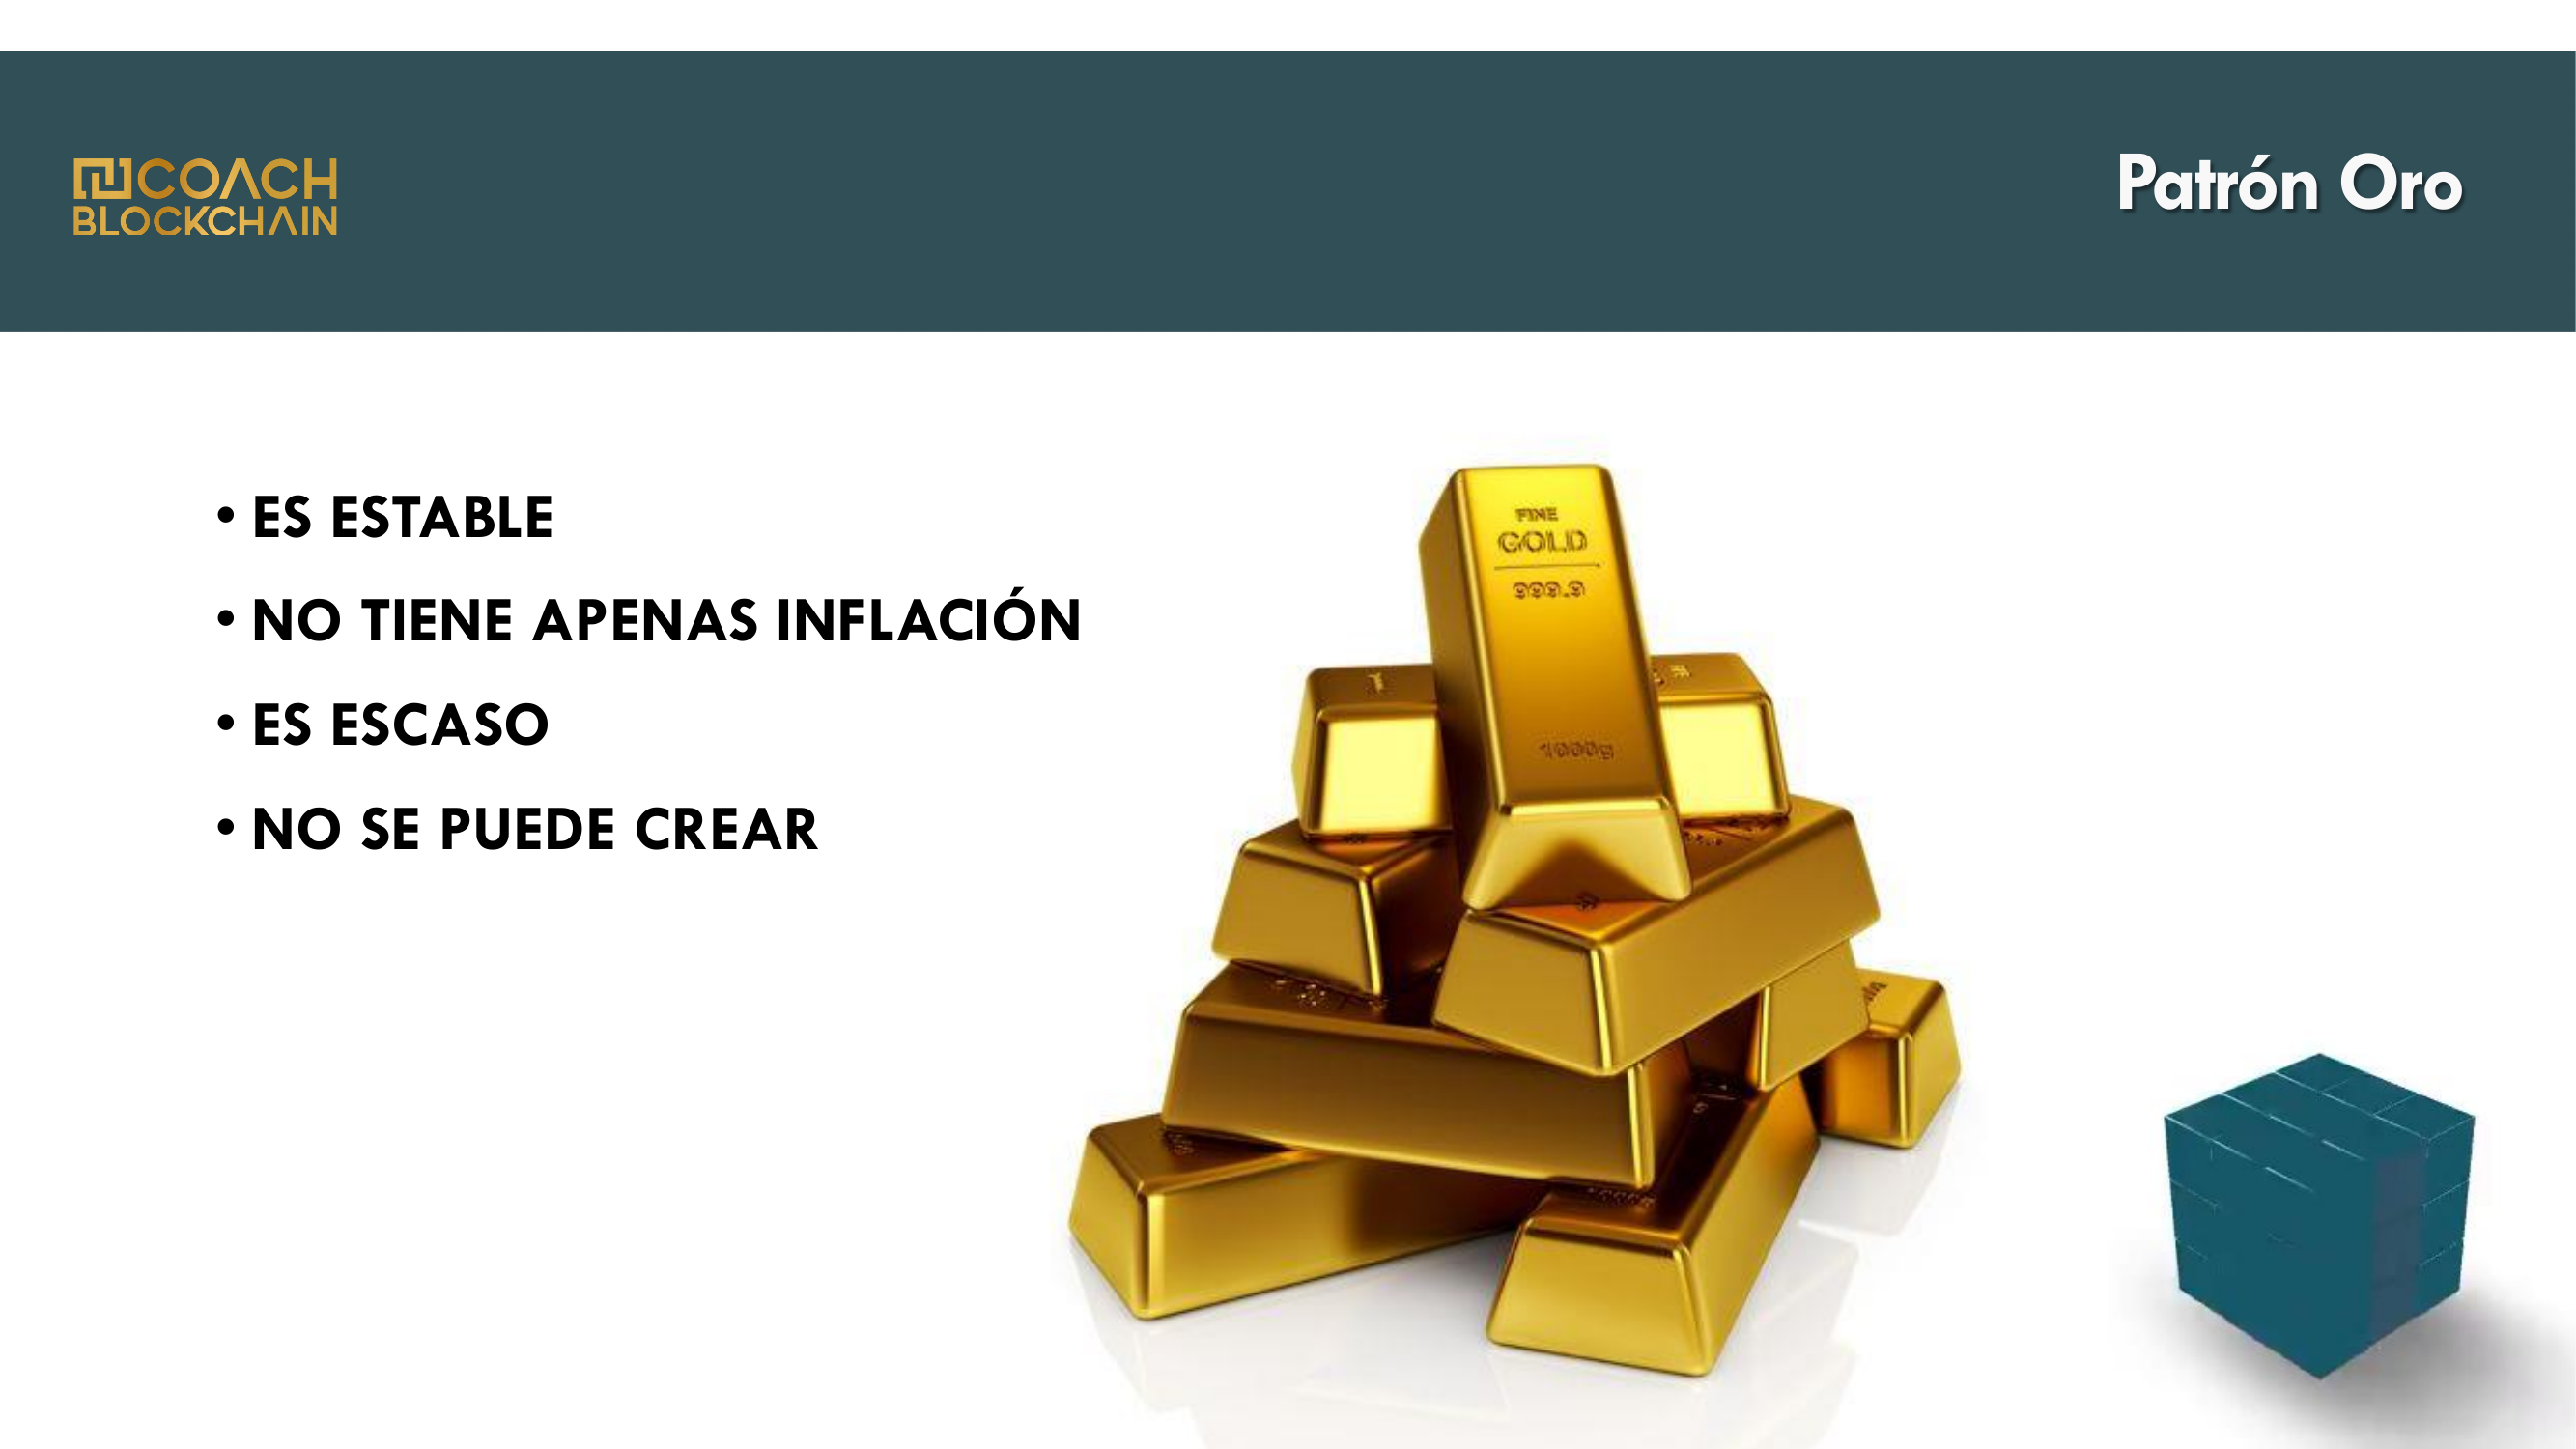 COACH
BLOCKCHAIN
Patrón Oro
• ES ESTABLE
• NO TIENE APENAS INFLACIÓN
• ES ESCASO
• NO SE PUEDE CREAR
FINE
GOLD
999.9
1000g